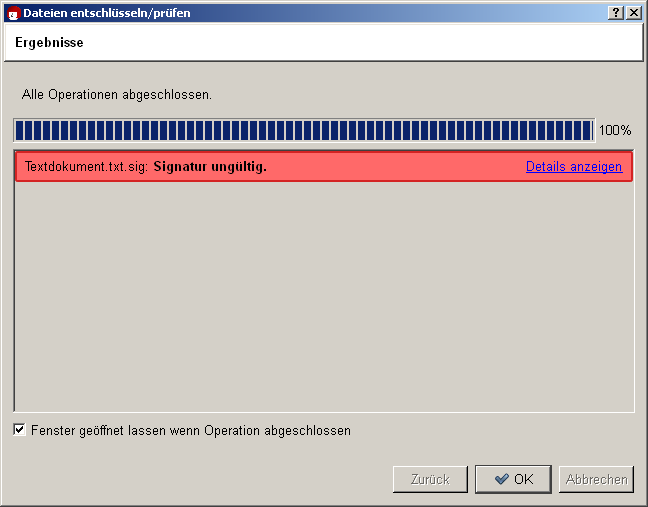 Dateien entschlüsseln/prüfen
Ergebnisse
Alle Operationen abgeschlossen.
100%
Textdokument.txt.sig: Signatur ungültig. Details anzeigen
Fenster geöffnet lassen wenn Operation abgeschlossen
Zurück OK Abbrechen